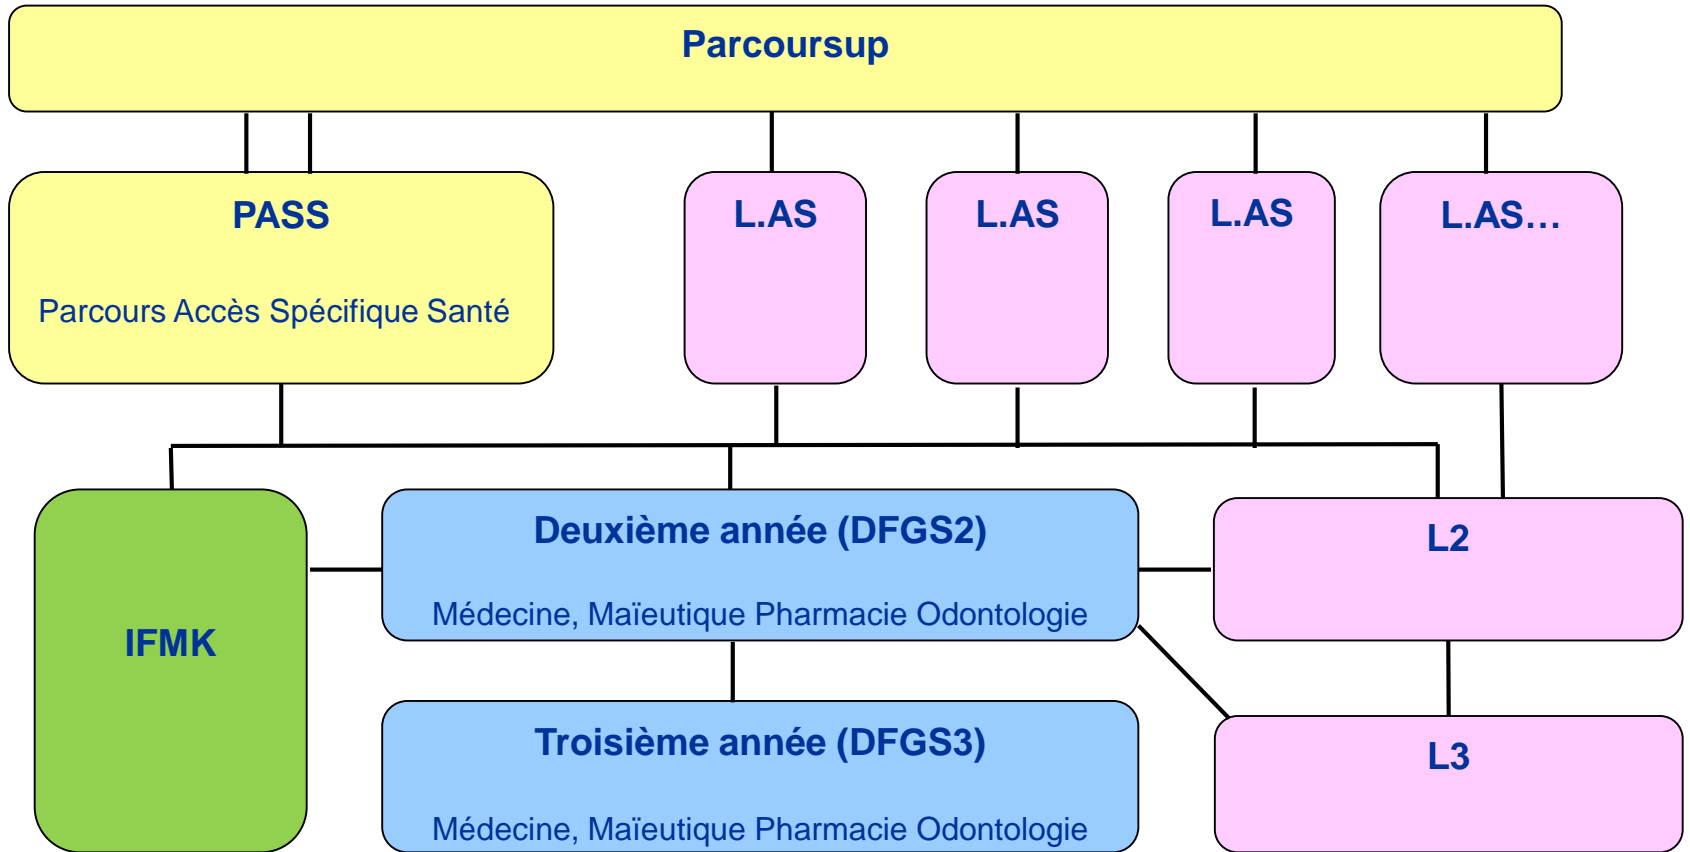 Parcoursup
PASS
Parcours Accès Spécifique Santé
L.AS
L.AS
L.AS
L.AS...
IFMK
Deuxième année (DFGS2)
Médecine, Maïeutique Pharmacie Odontologie
L2
Troisième année (DFGS3)
Médecine, Maïeutique Pharmacie Odontologie
L3